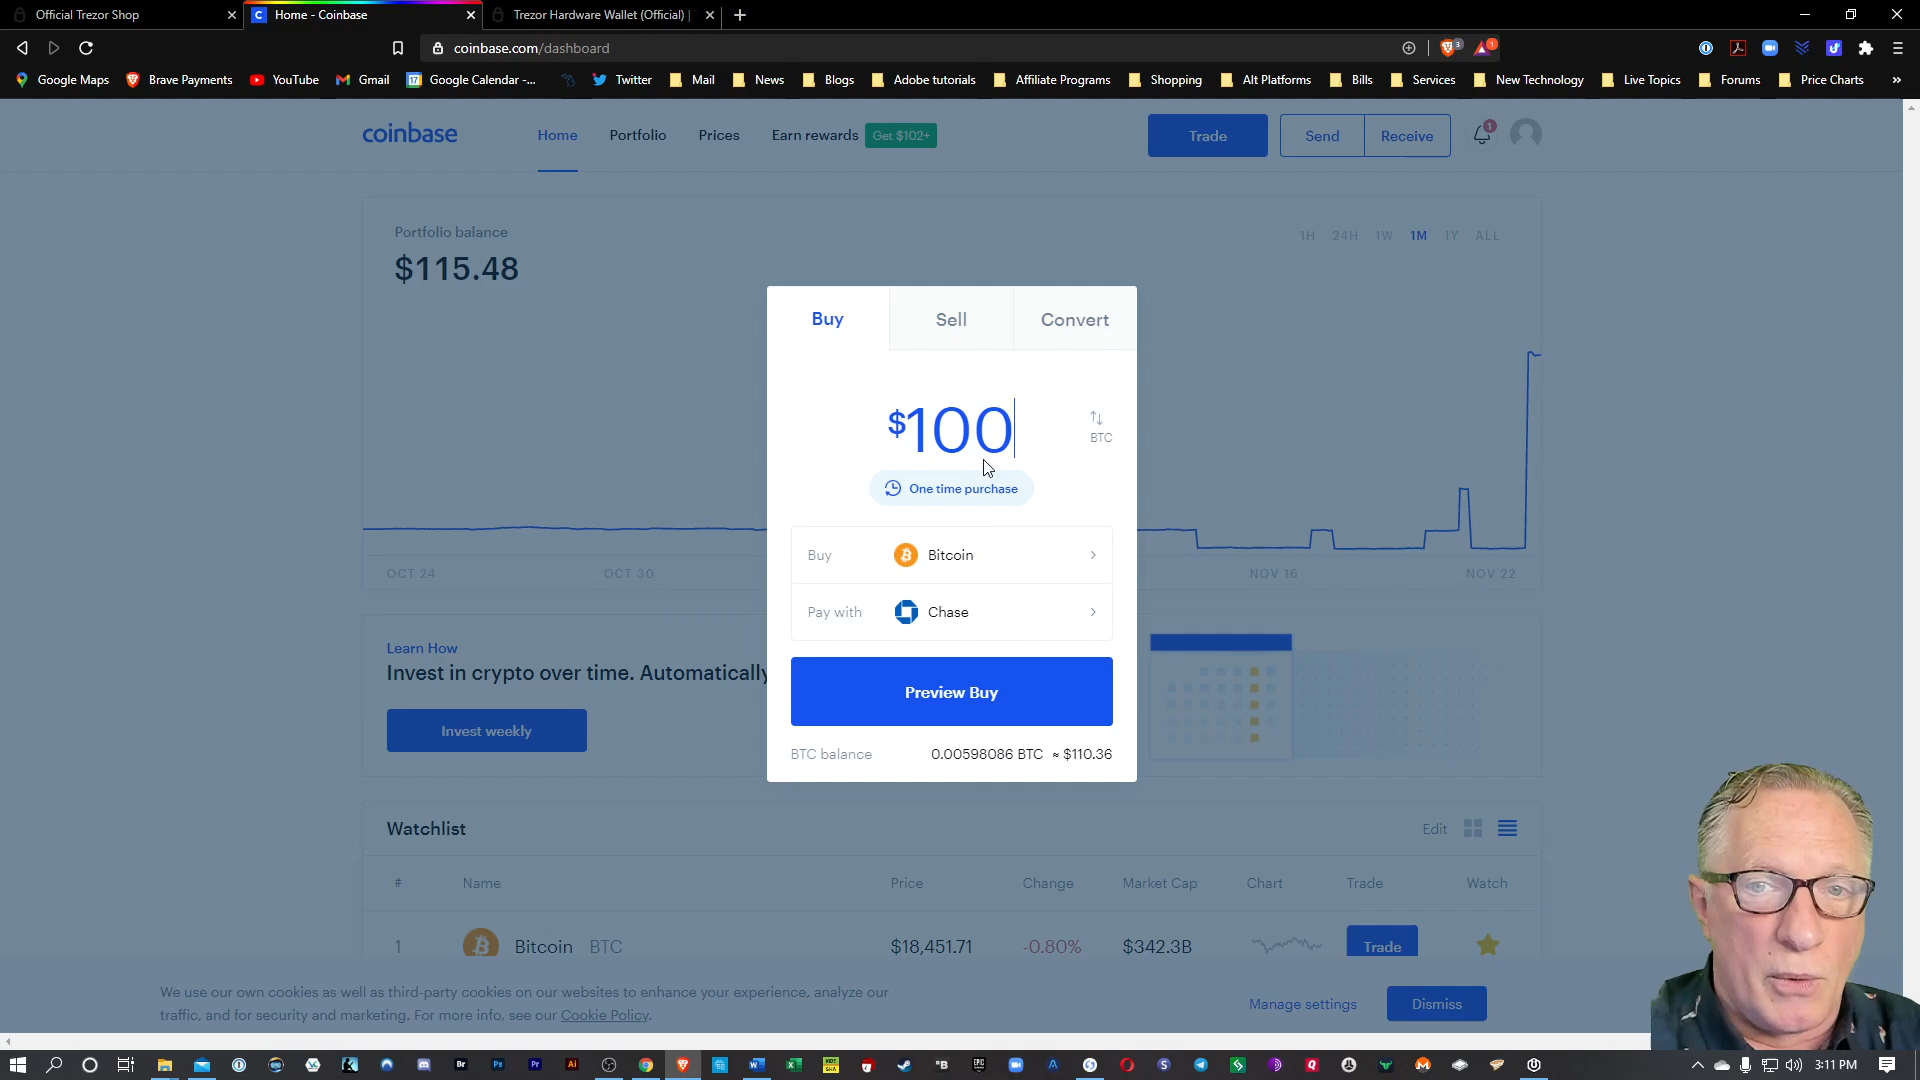 Official Trezor Shop
Home - Coinbase
Trezor Hardware Wallet (Official) |
coinbase.com/dashboard
Google Maps
Brave Payments
YouTube
Gmail
Google Calendar -...
Twitter
Mail
News
Blogs
Adobe tutorials
Affiliate Programs
Shopping
Alt Platforms
Bills
Services
New Technology
Live Topics
Forums
Price Charts
»
coinbase
Home
Portfolio
Prices
Earn rewards
Get $102+
Trade
Send
Receive
1
Portfolio balance
$115.48
1H 24H 1W 1M 1Y ALL
Buy
Sell
Convert
$100
BTC
One time purchase
Buy Bitcoin
Pay with Chase
Preview Buy
BTC balance 0.00598086 BTC ≈ $110.36
OCT 24
OCT 30
NOV 16
NOV 22
Learn How
Invest in crypto over time. Automatically
Invest weekly
Watchlist
Edit
# Name Price Change Market Cap Chart Trade Watch
1 Bitcoin BTC $18,451.71 -0.80% $342.3B Trade
We use our own cookies as well as third-party cookies on our websites to enhance your experience, analyze our
traffic, and for security and marketing. For more info, see our Cookie Policy.
Manage settings
Dismiss
3:11 PM